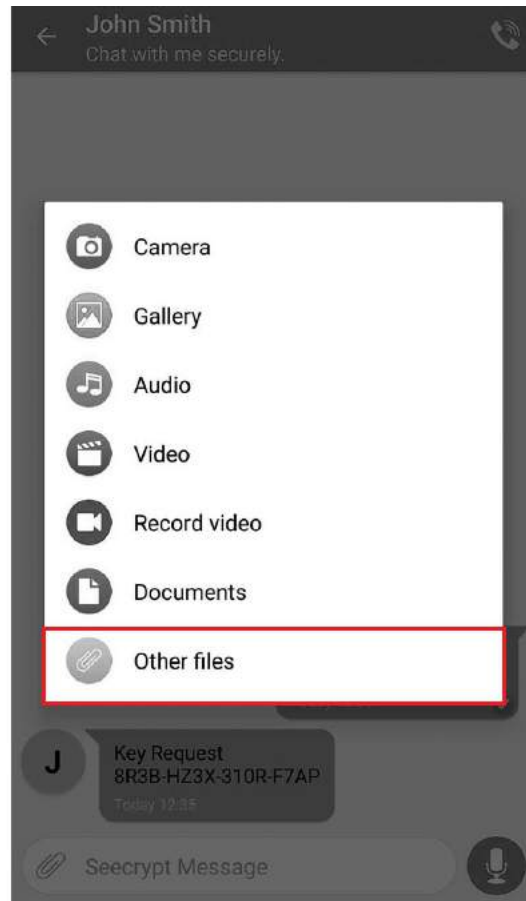 John Smith
Chat with me securely.
Camera
Gallery
Audio
Video
Record video
Documents
Other files
J
Key Request
8R3B-HZ3X-310R-F7AP
Today 12:35
Seecrypt Message